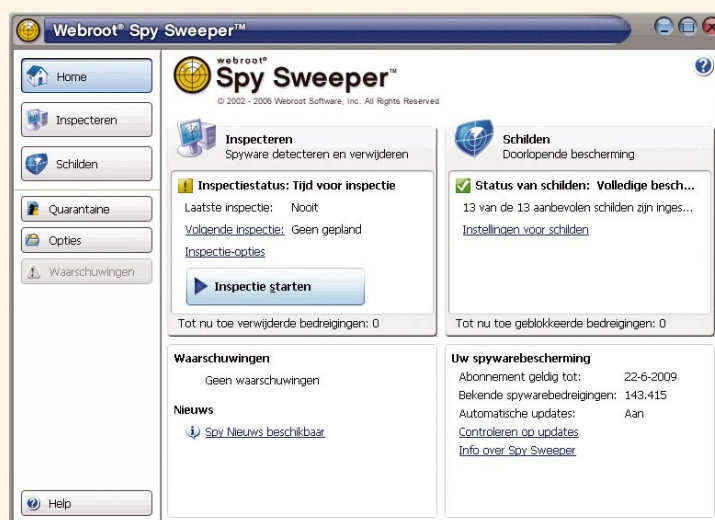 Webroot® Spy Sweeper™
Home
Inspecteren
Schilden
Quarantaine
Opties
Waarschuwingen
Help
webroot®
Spy Sweeper™
© 2002 - 2006 Webroot Software, Inc. All Rights Reserved
Inspecteren
Spyware detecteren en verwijderen
Inspectiestatus: Tijd voor inspectie
Laatste inspectie: Nooit
Volgende inspectie: Geen gepland
Inspectie-opties
Inspectie starten
Tot nu toe verwijderde bedreigingen: 0
Schilden
Doorlopende bescherming
Status van schilden: Volledige besch...
13 van de 13 aanbevolen schilden zijn inges...
Instellingen voor schilden
Tot nu toe geblokkeerde bedreigingen: 0
Waarschuwingen
Geen waarschuwingen
Nieuws
Spy Nieuws beschikbaar
Uw spywarebescherming
Abonnement geldig tot: 22-6-2009
Bekende spywarebedreigingen: 143.415
Automatische updates: Aan
Controleren op updates
Info over Spy Sweeper